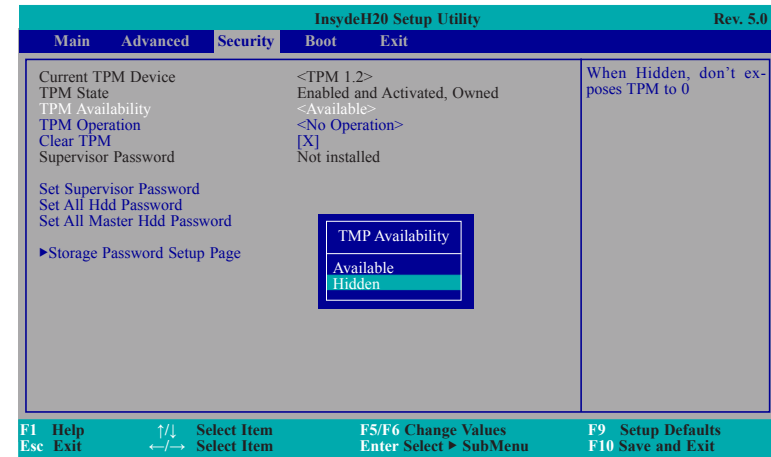 InsydeH20 Setup Utility Rev. 5.0
Main Advanced Security Boot Exit
Current TPM Device <TPM 1.2>
TPM State Enabled and Activated, Owned
TPM Availability <Available>
TPM Operation <No Operation>
Clear TPM [X]
Supervisor Password Not installed
Set Supervisor Password
Set All Hdd Password
Set All Master Hdd Password
▶Storage Password Setup Page
When Hidden, don't ex-
poses TPM to 0
TMP Availability
Available
Hidden
F1 Help ↑/↓ Select Item F5/F6 Change Values F9 Setup Defaults
Esc Exit ←/→ Select Item Enter Select ▶ SubMenu F10 Save and Exit